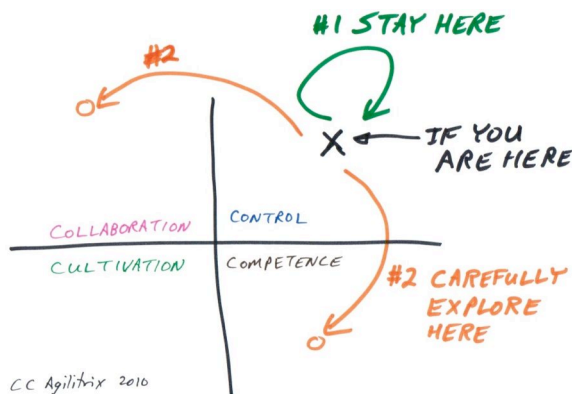 #1 STAY HERE
#2
X
IF YOU
ARE HERE
COLLABORATION
CONTROL
CULTIVATION
COMPETENCE
#2 CAREFULLY
EXPLORE
HERE
CC Agilitrix 2010